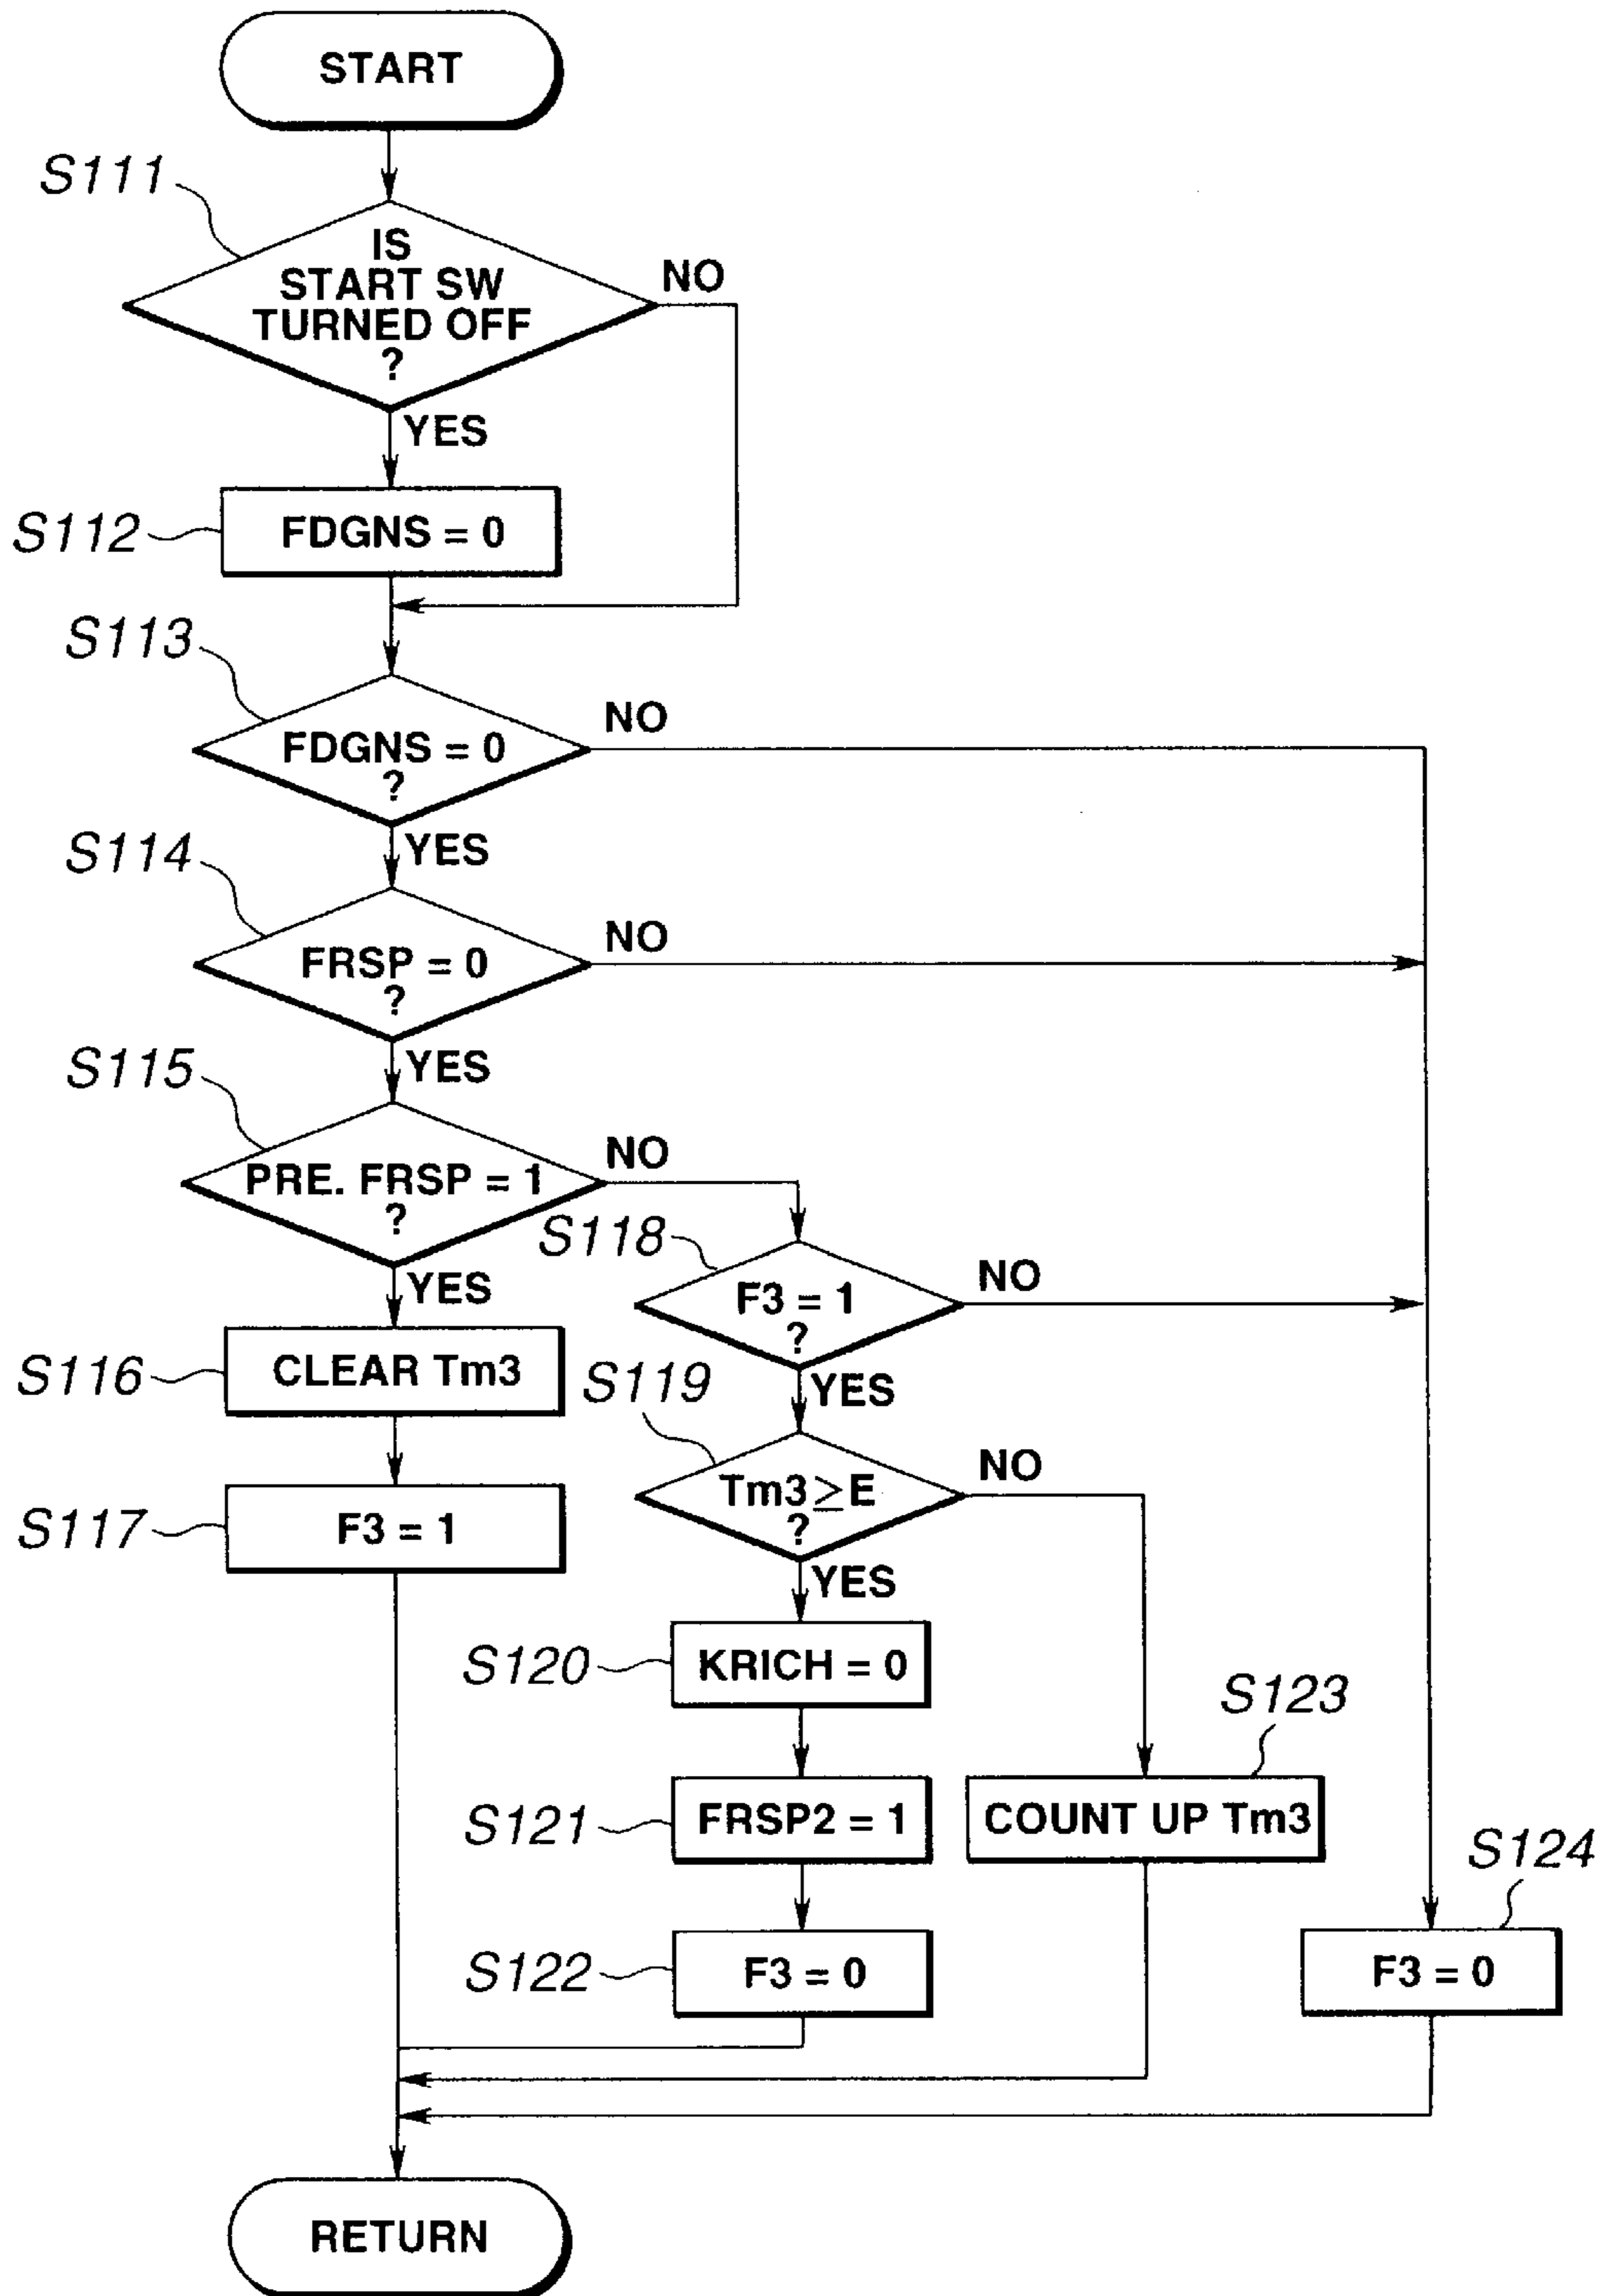 START
S111
IS
START SW
TURNED OFF
?
NO
YES
S112
FDGNS = 0
S113
FDGNS = 0
?
NO
YES
S114
FRSP = 0
?
NO
YES
S115
PRE. FRSP = 1
?
NO
YES
S116
CLEAR Tm3
S117
F3 = 1
S118
F3 = 1
?
NO
YES
S119
Tm3≥E
?
NO
YES
S120
KRICH = 0
S121
FRSP2 = 1
S122
F3 = 0
S123
COUNT UP Tm3
S124
F3 = 0
RETURN